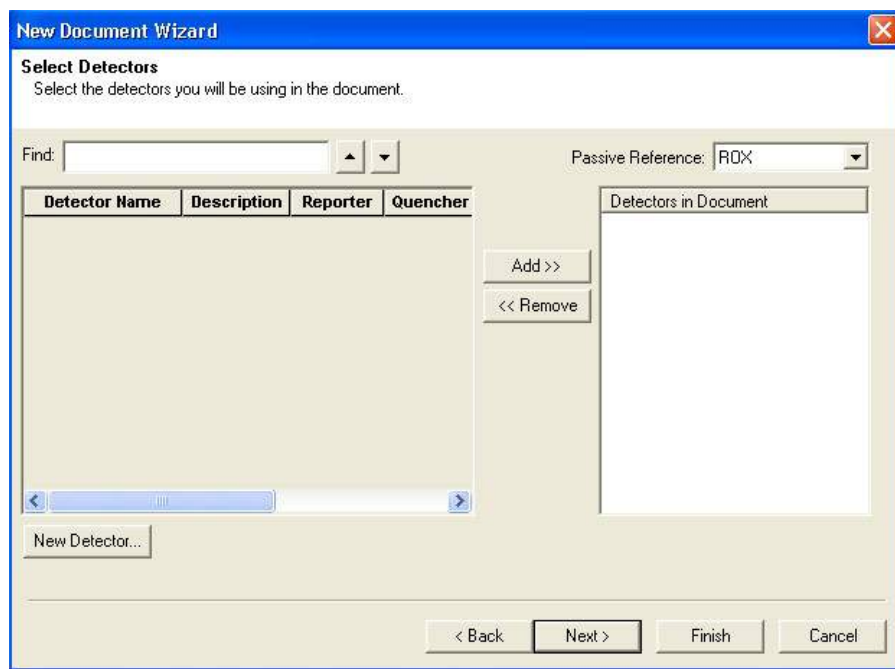 New Document Wizard
Select Detectors
Select the detectors you will be using in the document.
Find:
Passive Reference: ROX
Detector Name Description Reporter Quencher
Detectors in Document
Add >>
<< Remove
New Detector...
< Back Next > Finish Cancel